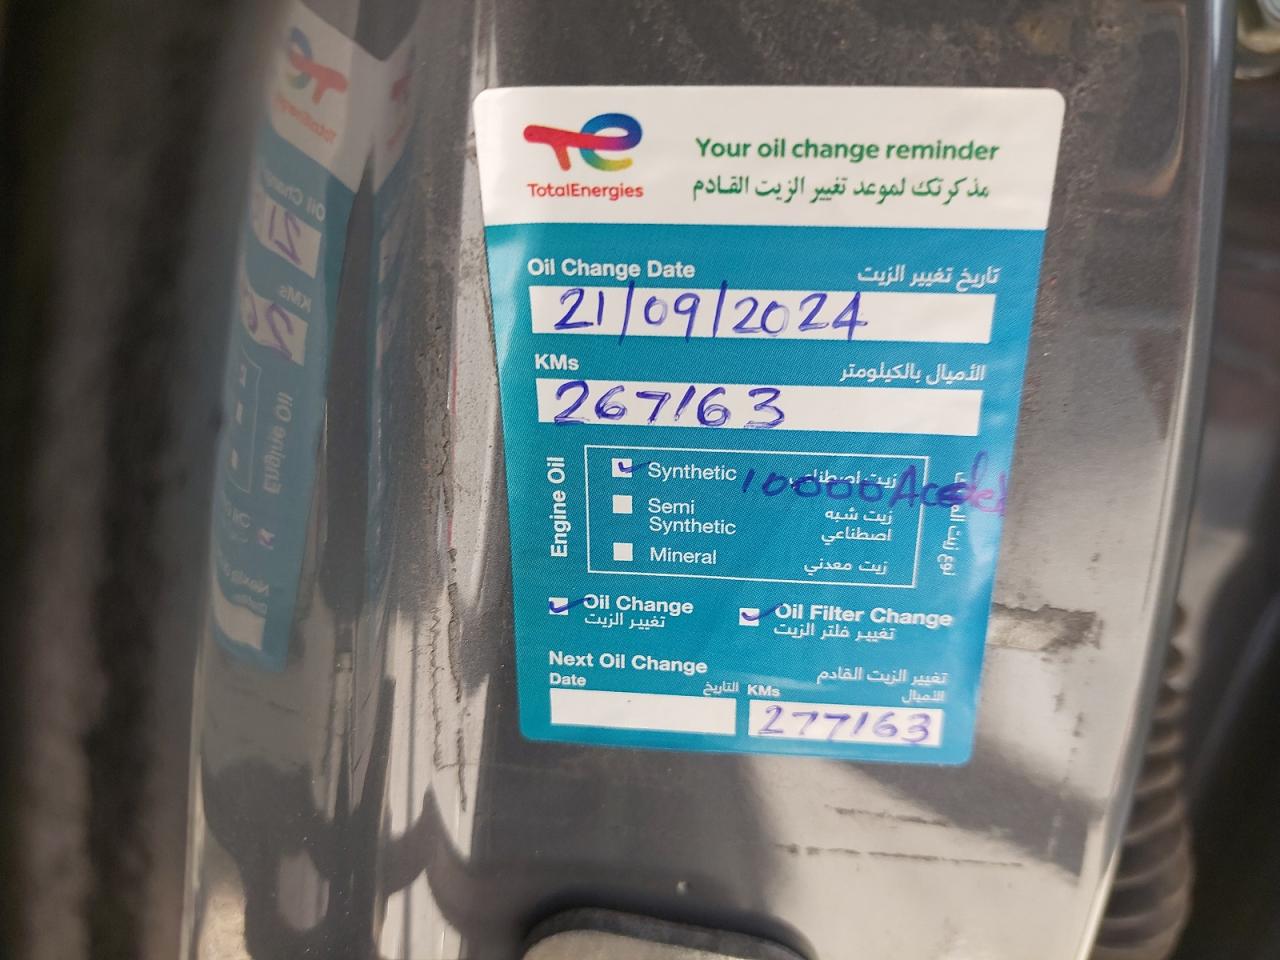 TotalEnergies
Your oil change reminder
مذكرتك لموعد تغيير الزيت القادم
Oil Change Date تاريخ تغيير الزيت
21/09/2024
KMs الأميال بالكيلومتر
267163
Engine Oil
Synthetic 10000 زيت اصطناعي
Semi Synthetic زيت شبه اصطناعي
Mineral زيت معدني
نوع زيت
Oil Change تغيير الزيت
Oil Filter Change تغيير فلتر الزيت
Next Oil Change تغيير الزيت القادم
Date التاريخ KMs الأميال
277163